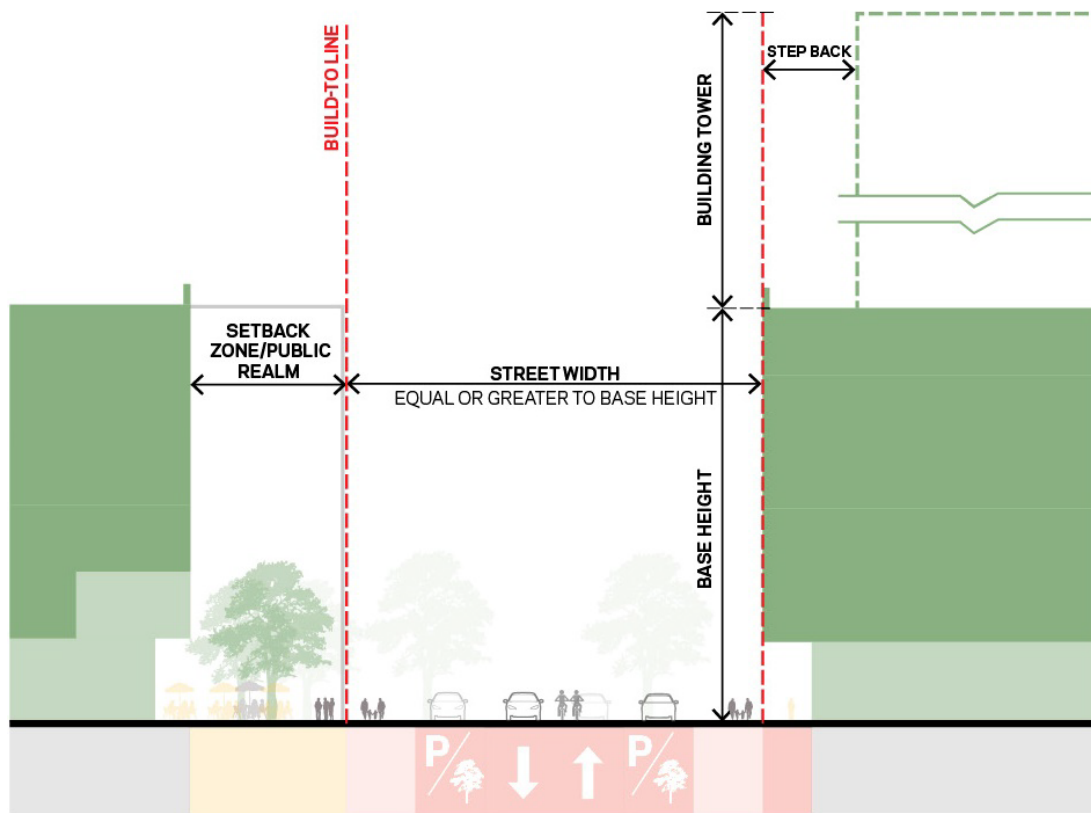 BUILD-TO LINE
STEP BACK
BUILDING TOWER
SETBACK
ZONE/PUBLIC
REALM
STREET WIDTH
EQUAL OR GREATER TO BASE HEIGHT
BASE HEIGHT
P/
P/